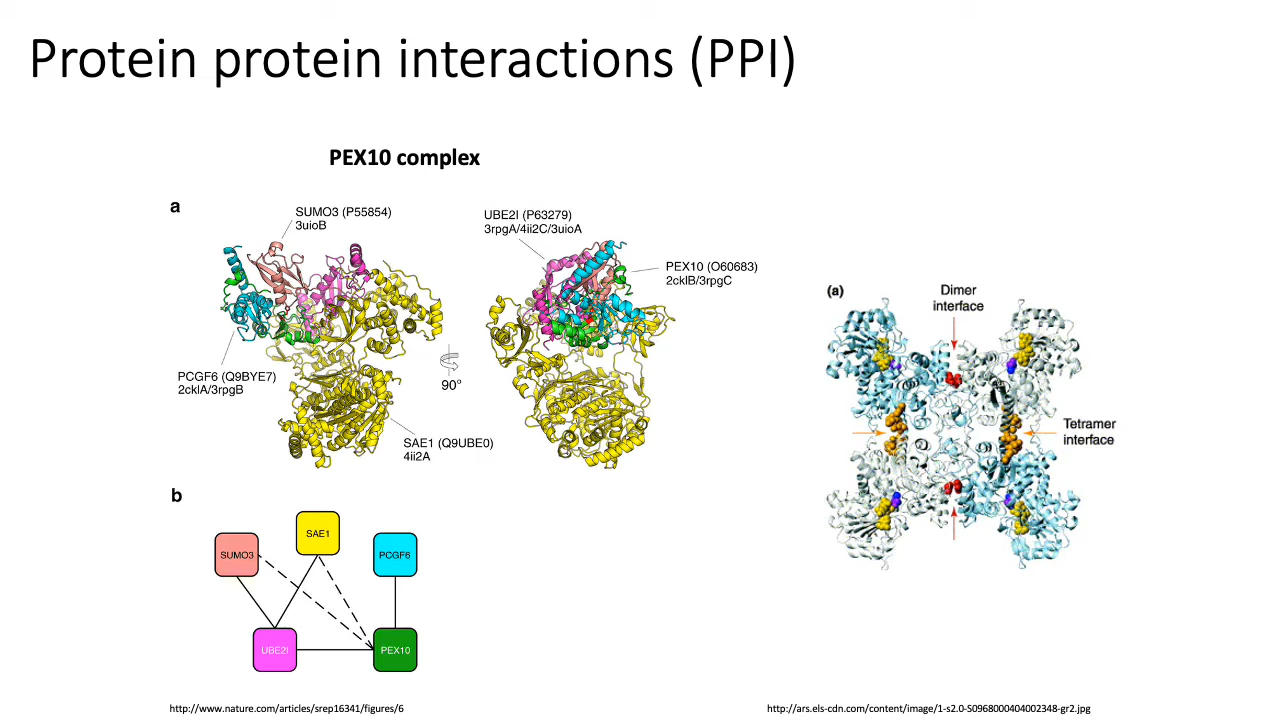 Protein protein interactions (PPI)
PEX10 complex
a
SUMO3 (P55854)
3uioB
UBE2I (P63279)
3rpgA/4ii2C/3uioA
PEX10 (O60683)
2cklB/3rpgC
PCGF6 (Q9BYE7)
2cklA/3rpgB
90°
SAE1 (Q9UBE0)
4ii2A
b
SAE1
SUMO3
PCGF6
UBE2I
PEX10
http://www.nature.com/articles/srep16341/figures/6
(a)
Dimer
interface
Tetramer
interface
http://ars.els-cdn.com/content/image/1-s2.0-S0968000404002348-gr2.jpg